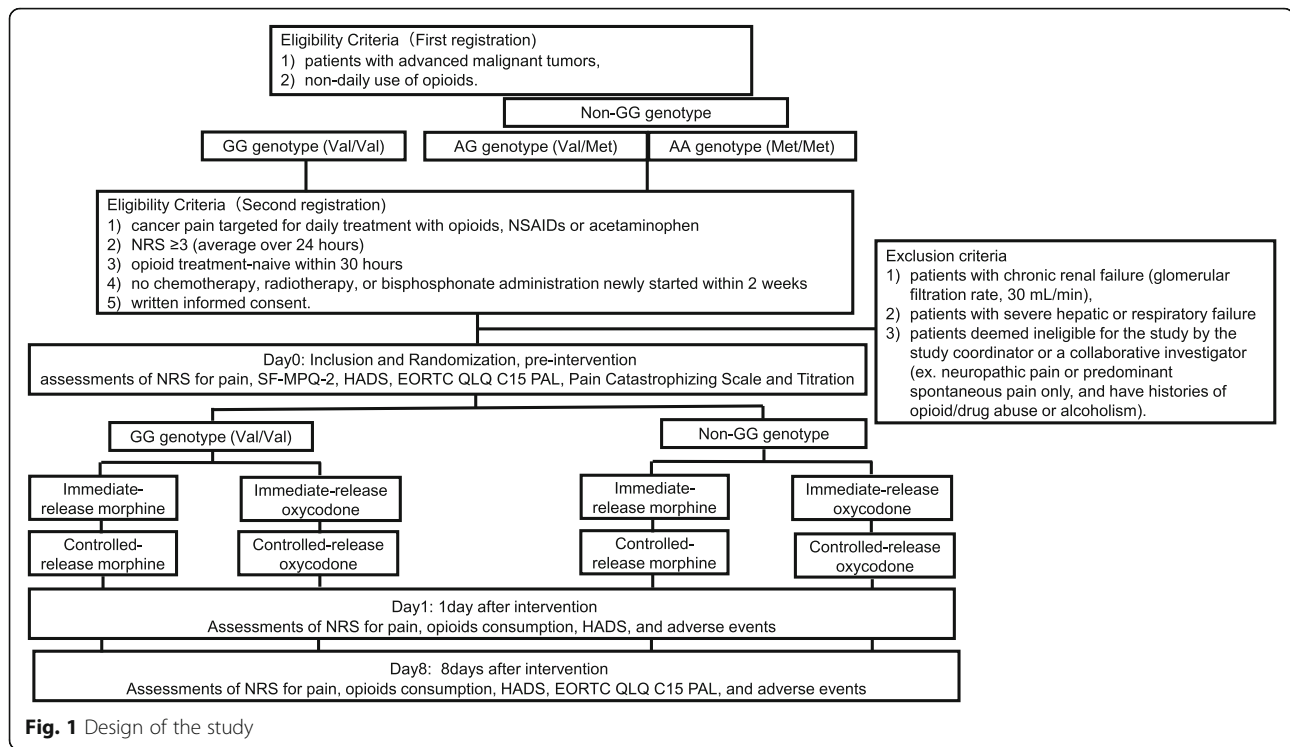 Eligibility Criteria（First registration)
1) patients with advanced malignant tumors,
2) non-daily use of opioids.
Non-GG genotype
GG genotype (Val/Val)
AG genotype (Val/Met)
AA genotype (Met/Met)
Eligibility Criteria（Second registration)
1) cancer pain targeted for daily treatment with opioids, NSAIDs or acetaminophen
2) NRS ≥3 (average over 24 hours)
3) opioid treatment-naive within 30 hours
4) no chemotherapy, radiotherapy, or bisphosphonate administration newly started within 2 weeks
5) written informed consent.
Exclusion criteria
1) patients with chronic renal failure (glomerular
filtration rate, 30 mL/min),
2) patients with severe hepatic or respiratory failure
3) patients deemed ineligible for the study by the
study coordinator or a collaborative investigator
(ex. neuropathic pain or predominant
spontaneous pain only, and have histories of
opioid/drug abuse or alcoholism).
Day0: Inclusion and Randomization, pre-intervention
assessments of NRS for pain, SF-MPQ-2, HADS, EORTC QLQ C15 PAL, Pain Catastrophizing Scale and Titration
GG genotype (Val/Val)
Non-GG genotype
Immediate-
release morphine
Immediate-release
oxycodone
Immediate-
release morphine
Immediate-release
oxycodone
Controlled-
release morphine
Controlled-release
oxycodone
Controlled-
release morphine
Controlled-release
oxycodone
Day1: 1day after intervention
Assessments of NRS for pain, opioids consumption, HADS, and adverse events
Day8: 8days after intervention
Assessments of NRS for pain, opioids consumption, HADS, EORTC QLQ C15 PAL, and adverse events
Fig. 1 Design of the study